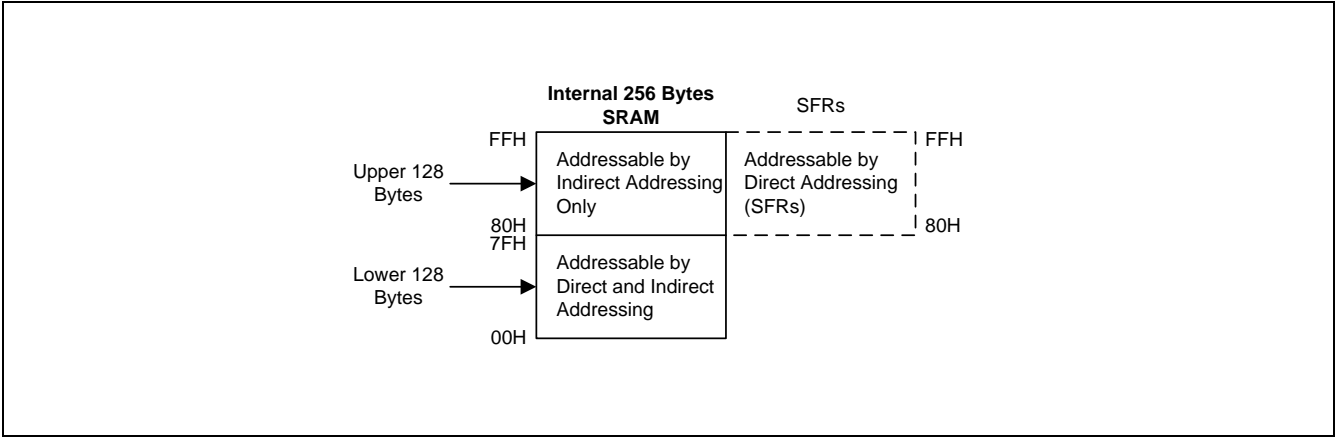 Internal 256 Bytes
SRAM
SFRs
FFH
FFH
Upper 128
Bytes
Addressable by
Indirect Addressing
Only
Addressable by
Direct Addressing
(SFRs)
80H
80H
7FH
Lower 128
Bytes
Addressable by
Direct and Indirect
Addressing
00H